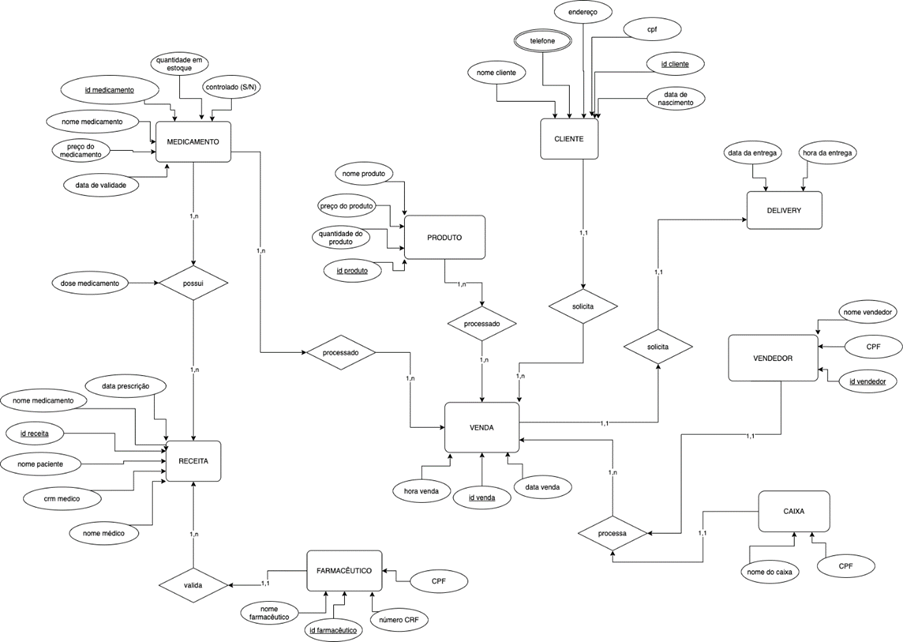 endereço
cpf
telefone
id cliente
nome cliente
data de
nascimento
CLIENTE
quantidade em
estoque
id medicamento
controlado (S/N)
nome medicamento
MEDICAMENTO
preço do
medicamento
data de validade
1,n
1,n
nome produto
preço do produto
quantidade do
produto
id produto
PRODUTO
1,n
1,1
data da entrega
hora da entrega
DELIVERY
1,1
dose medicamento
possui
solicita
processado
processado
solicita
nome vendedor
CPF
id vendedor
VENDEDOR
1,n
1,n
1,n
1,n
data prescrição
nome medicamento
id receita
nome paciente
crm medico
nome médico
RECEITA
VENDA
1,1
1,1
hora venda
id venda
data venda
1,n
CAIXA
1,1
processa
nome do caixa
CPF
1,n
valida
1,1
FARMACÊUTICO
CPF
nome
farmacêutico
id farmacêutico
número CRF